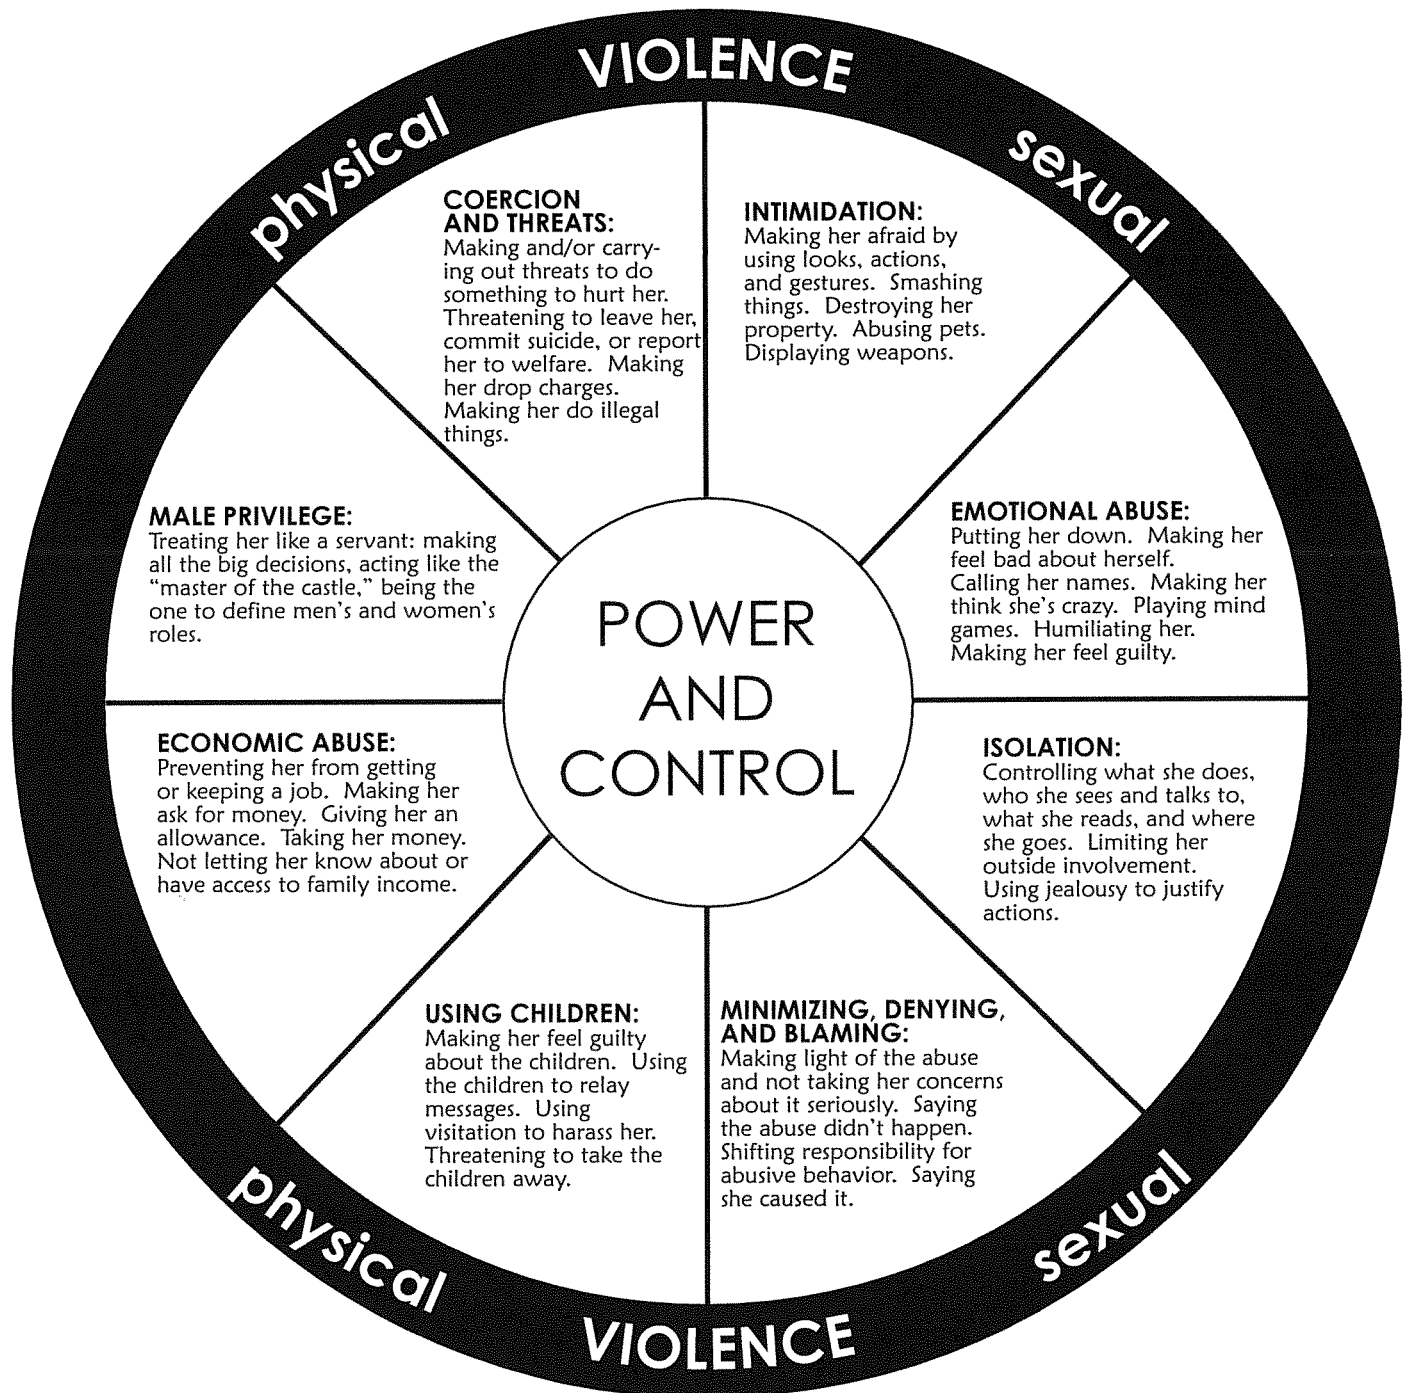 VIOLENCE
physical
sexual
COERCION
AND THREATS:
Making and/or carry-
ing out threats to do
something to hurt her.
Threatening to leave her,
commit suicide, or report
her to welfare.  Making
her drop charges.
Making her do illegal
things.
INTIMIDATION:
Making her afraid by
using looks, actions,
and gestures.  Smashing
things.  Destroying her
property.  Abusing pets.
Displaying weapons.
MALE PRIVILEGE:
Treating her like a servant: making
all the big decisions, acting like the
“master of the castle,” being the
one to define men's and women's
roles.
EMOTIONAL ABUSE:
Putting her down.  Making her
feel bad about herself.
Calling her names.  Making her
think she's crazy.  Playing mind
games.  Humiliating her.
Making her feel guilty.
POWER
AND
CONTROL
ECONOMIC ABUSE:
Preventing her from getting
or keeping a job.  Making her
ask for money.  Giving her an
allowance.  Taking her money.
Not letting her know about or
have access to family income.
ISOLATION:
Controlling what she does,
who she sees and talks to,
what she reads, and where
she goes.  Limiting her
outside involvement.
Using jealousy to justify
actions.
USING CHILDREN:
Making her feel guilty
about the children.  Using
the children to relay
messages.  Using
visitation to harass her.
Threatening to take the
children away.
MINIMIZING, DENYING,
AND BLAMING:
Making light of the abuse
and not taking her concerns
about it seriously.  Saying
the abuse didn't happen.
Shifting responsibility for
abusive behavior.  Saying
she caused it.
physical
sexual
VIOLENCE